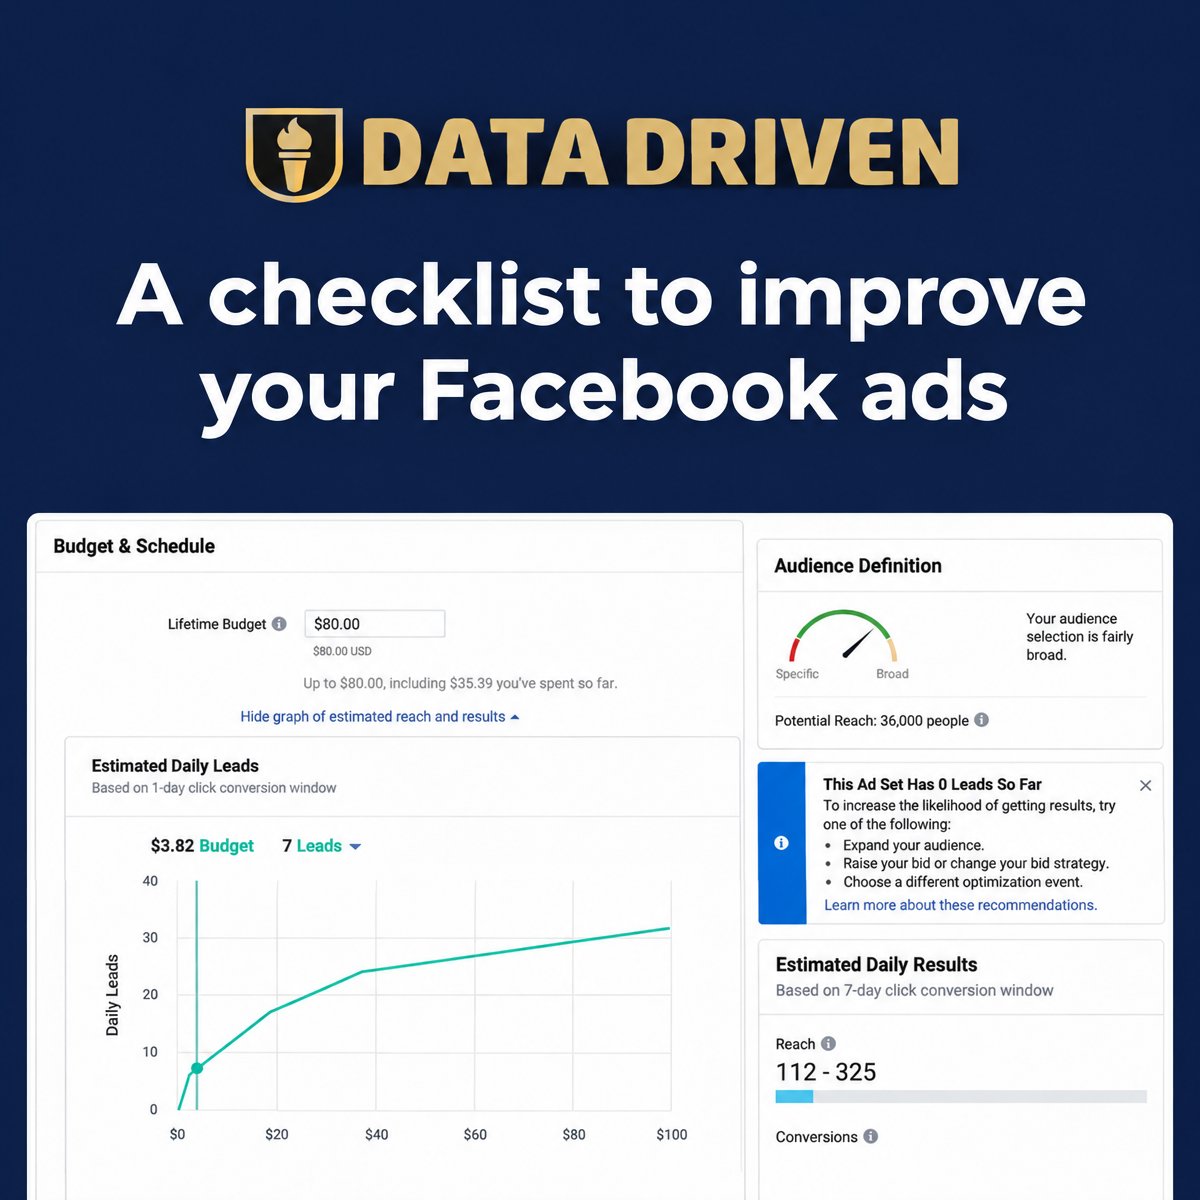 DATA DRIVEN
A checklist to improve
your Facebook ads
Budget & Schedule
Lifetime Budget
$80.00
$80.00 USD
Up to $80.00, including $35.39 you've spent so far.
Hide graph of estimated reach and results
Estimated Daily Leads
Based on 1-day click conversion window
$3.82 Budget 7 Leads
Daily Leads
40
30
20
10
0
$0 $20 $40 $60 $80 $100
Audience Definition
Specific
Broad
Your audience
selection is fairly
broad.
Potential Reach: 36,000 people
This Ad Set Has 0 Leads So Far
To increase the likelihood of getting results, try
one of the following:
• Expand your audience.
• Raise your bid or change your bid strategy.
• Choose a different optimization event.
Learn more about these recommendations.
Estimated Daily Results
Based on 7-day click conversion window
Reach
112 - 325
Conversions